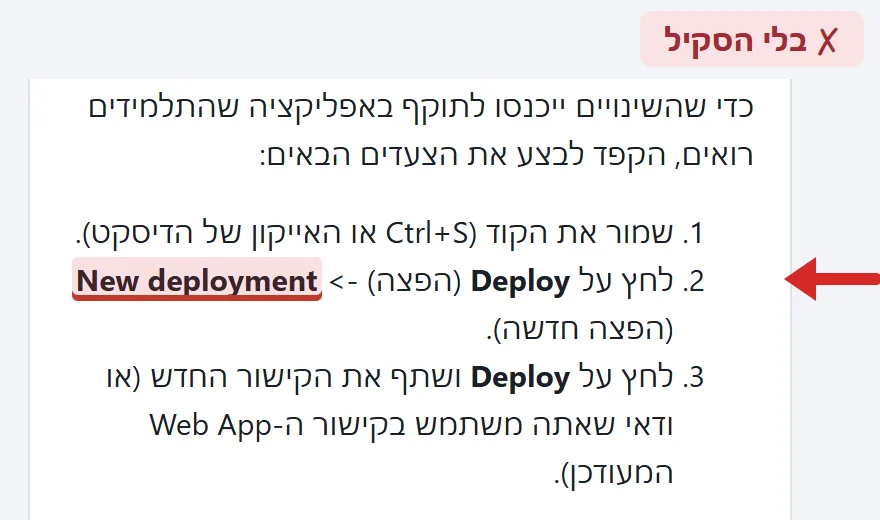 ✗ בלי הסקיל
כדי שהשינויים ייכנסו לתוקף באפליקציה שהתלמידים
רואים, הקפד לבצע את הצעדים הבאים:
1. שמור את הקוד (Ctrl+S או האייקון של הדיסקט).
2. לחץ על Deploy (הפצה) -> New deployment
(הפצה חדשה).
3. לחץ על Deploy ושתף את הקישור החדש (או
ודאי שאתה משתמש בקישור ה-Web App
המעודכן).